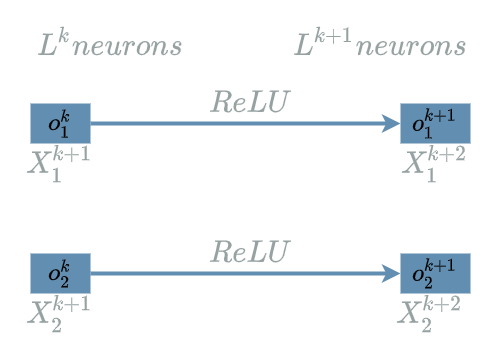 L^k neurons L^{k+1} neurons
ReLU
o_1^k o_1^{k+1}
X_1^{k+1} X_1^{k+2}
ReLU
o_2^k o_2^{k+1}
X_2^{k+1} X_2^{k+2}